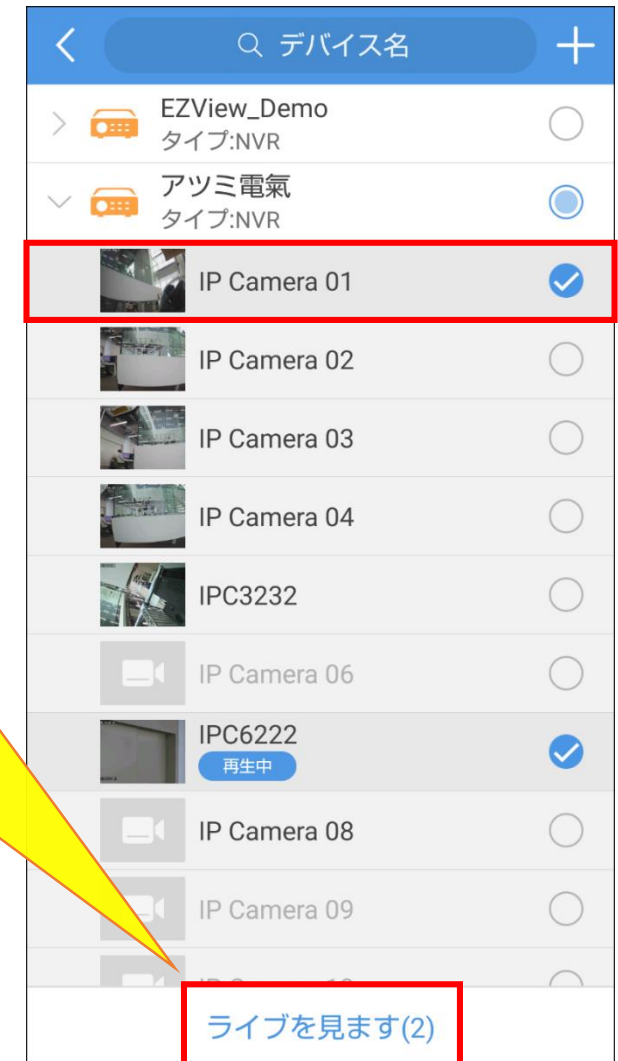 デバイス名
EZView_Demo
タイプ:NVR
アツミ電氣
タイプ:NVR
IP Camera 01
IP Camera 02
IP Camera 03
IP Camera 04
IPC3232
IP Camera 06
IPC6222
再生中
IP Camera 08
IP Camera 09
ライブを見ます(2)